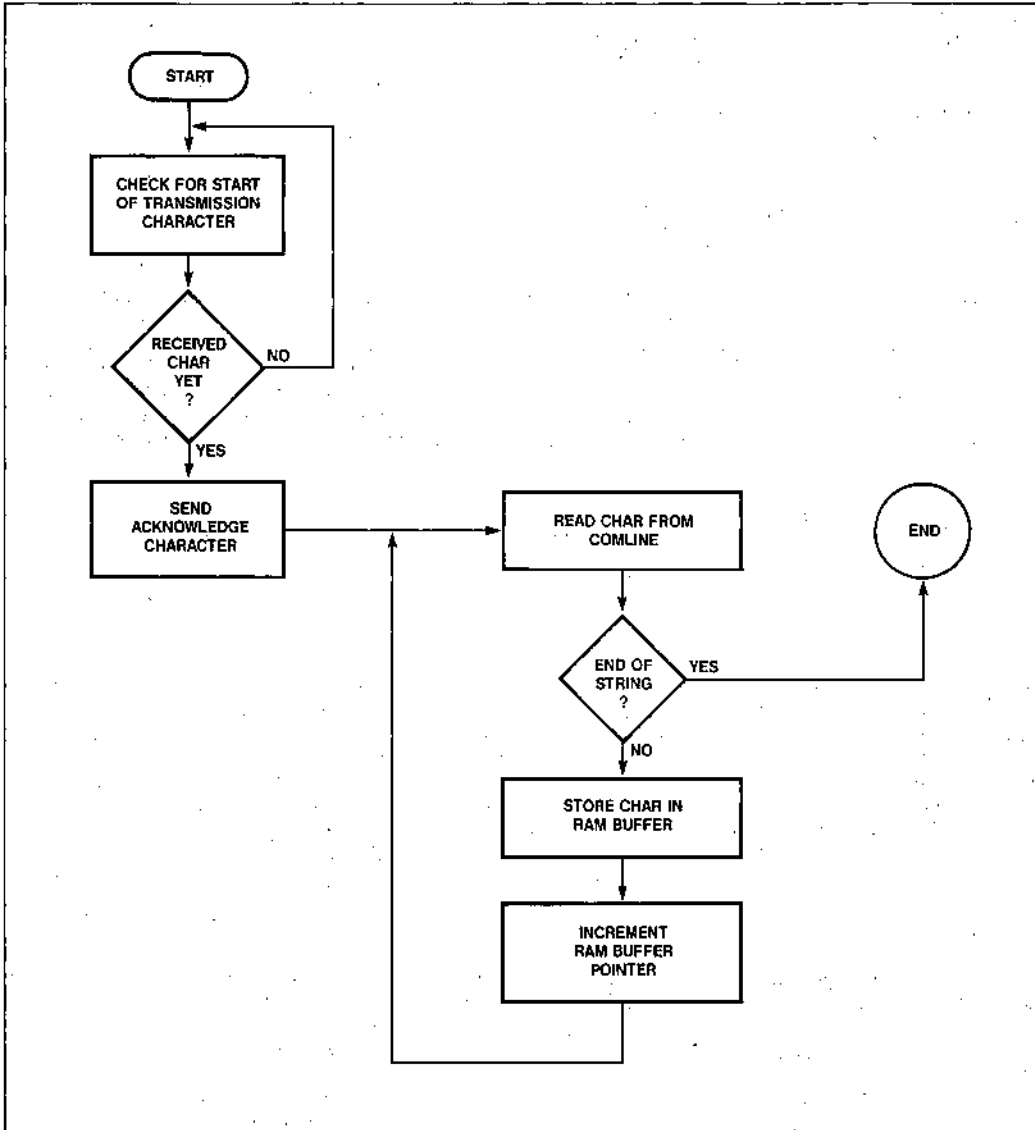 START
CHECK FOR START
OF TRANSMISSION
CHARACTER
RECEIVED
CHAR
YET
?
NO
YES
SEND
ACKNOWLEDGE
CHARACTER
READ CHAR FROM
COMLINE
END
END OF
STRING
?
YES
NO
STORE CHAR IN
RAM BUFFER
INCREMENT
RAM BUFFER
POINTER